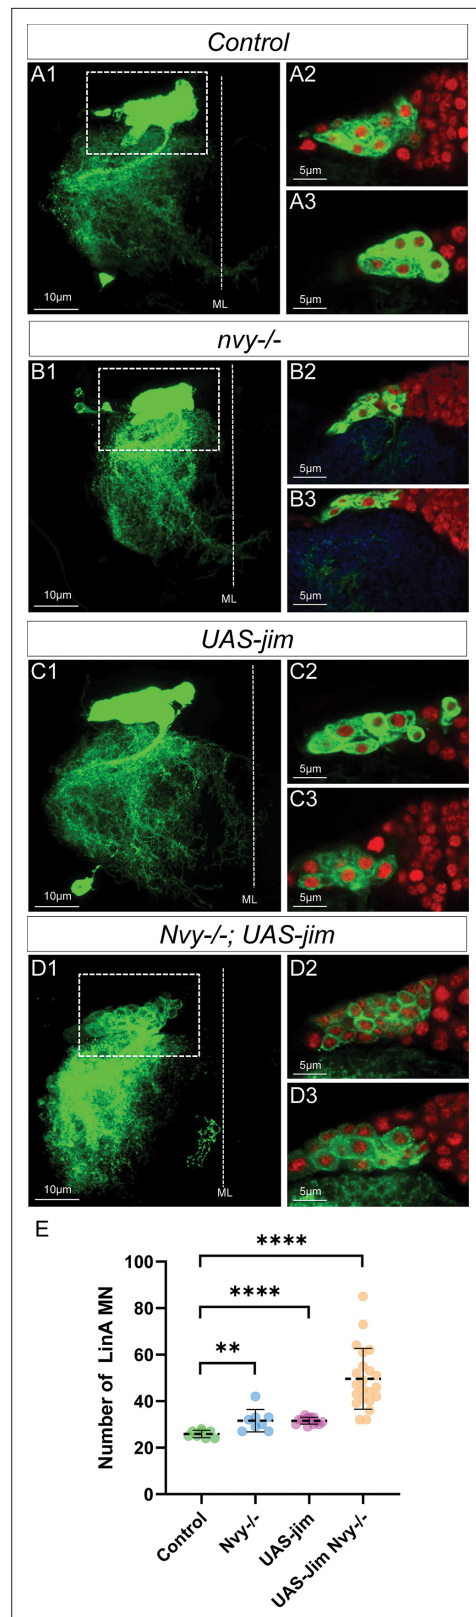 Control
A1
A2
5µm
A3
10µm
ML
5µm
nvy-/-
B1
B2
5µm
B3
10µm
ML
5µm
UAS-jim
C1
C2
5µm
C3
10µm
ML
5µm
Nvy-/-; UAS-jim
D1
D2
5µm
D3
10µm
ML
5µm
E
****
****
**
Number of LinA MN
100
80
60
40
20
0
Control
Nvy-/-
UAS-jim
UAS-Jim Nvy-/-